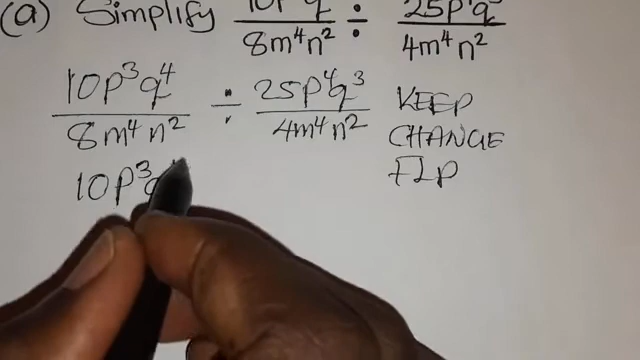 (a) Simplify 10p q / 8m⁴n² ÷ 25p q / 4m⁴n²
10p³q⁴ / 8m⁴n² ÷ 25p⁴q³ / 4m⁴n² KEEP
CHANGE
10p³q FLIP